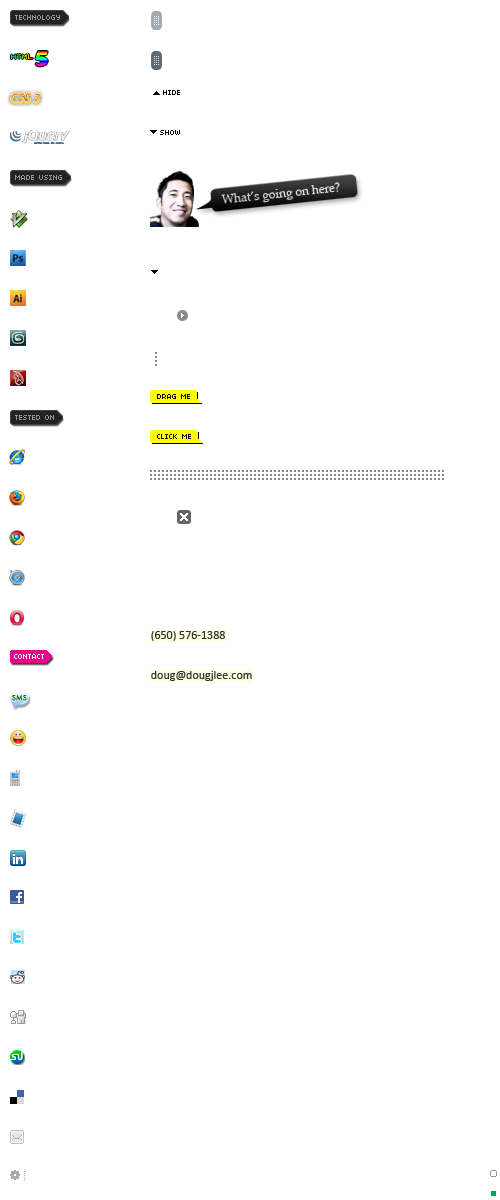 TECHNOLOGY
HTML5
CSS 3
jQuery
MADE USING
Ps
Ai
TESTED ON
CONTACT
SMS
in
f
t
HIDE
SHOW
What's going on here?
DRAG ME
CLICK ME
(650) 576-1388
doug@dougjlee.com